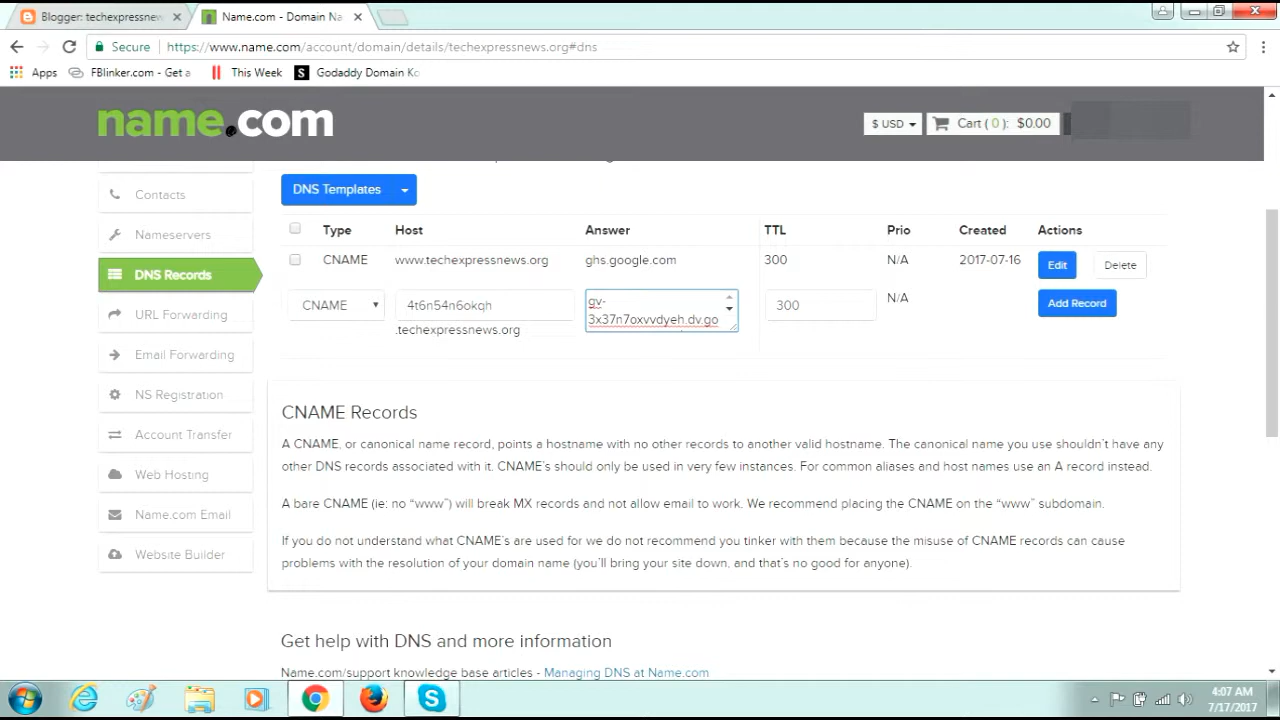 Blogger: techexpressnew
Name.com - Domain Na
Secure https://www.name.com/account/domain/details/techexpressnews.org#dns
Apps FBlinker.com - Get a This Week Godaddy Domain Ko
name.com
$ USD Cart ( 0 ): $0.00
Contacts
Nameservers
DNS Records
URL Forwarding
Email Forwarding
NS Registration
Account Transfer
Web Hosting
Name.com Email
Website Builder
DNS Templates
Type Host Answer TTL Prio Created Actions
CNAME www.techexpressnews.org ghs.google.com 300 N/A 2017-07-16 Edit Delete
CNAME 4t6n54n6okqh gv- 300 N/A Add Record
3x37n7oxvvdyeh.dv.go
.techexpressnews.org
CNAME Records
A CNAME, or canonical name record, points a hostname with no other records to another valid hostname. The canonical name you use shouldn't have any
other DNS records associated with it. CNAME's should only be used in very few instances. For common aliases and host names use an A record instead.
A bare CNAME (ie: no "www") will break MX records and not allow email to work. We recommend placing the CNAME on the "www" subdomain.
If you do not understand what CNAME's are used for we do not recommend you tinker with them because the misuse of CNAME records can cause
problems with the resolution of your domain name (you'll bring your site down, and that's no good for anyone).
Get help with DNS and more information
Name.com/support knowledge base articles - Managing DNS at Name.com
4:07 AM
7/17/2017